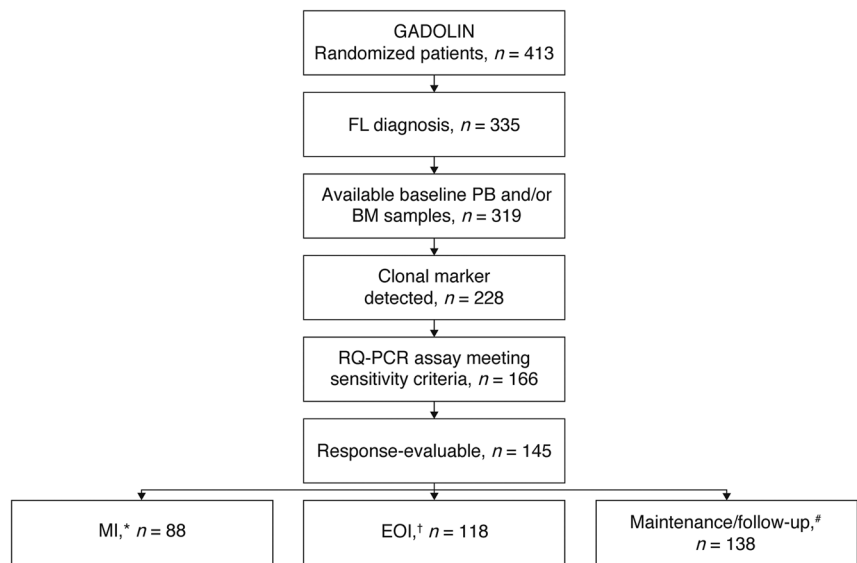 GADOLIN
Randomized patients, n = 413
FL diagnosis, n = 335
Available baseline PB and/or
BM samples, n = 319
Clonal marker
detected, n = 228
RQ-PCR assay meeting
sensitivity criteria, n = 166
Response-evaluable, n = 145
MI,* n = 88
EOI,† n = 118
Maintenance/follow-up,#
n = 138